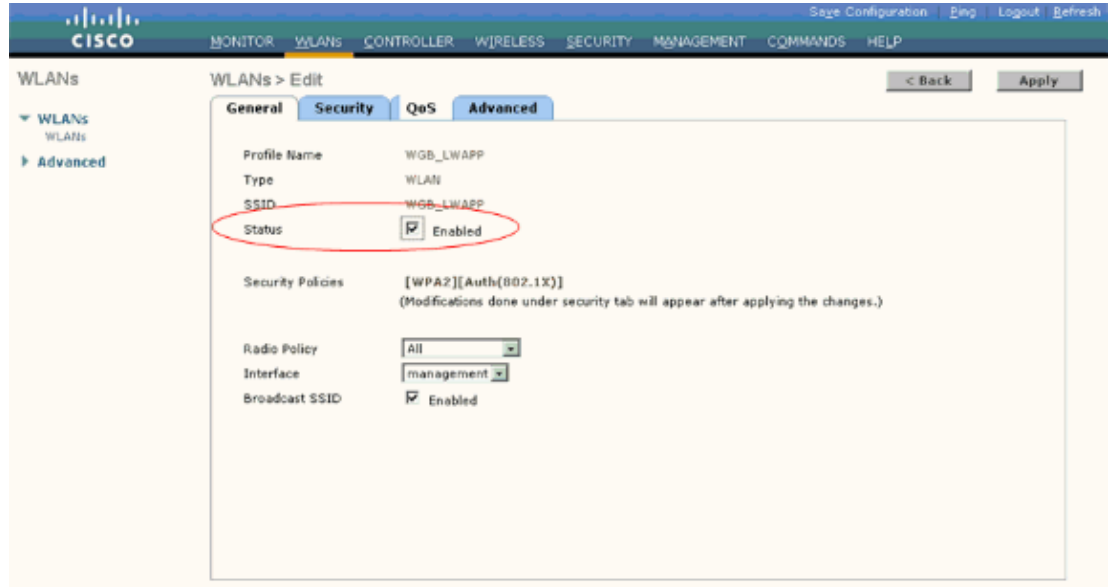 Save Configuration Ping Logout Refresh
CISCO
MONITOR WLANs CONTROLLER WIRELESS SECURITY MANAGEMENT COMMANDS HELP
WLANs
WLANs > Edit
< Back Apply
General Security QoS Advanced
WLANs
WLANs
Advanced
Profile Name WGB_LWAPP
Type WLAN
SSID WGB_LWAPP
Status Enabled
Security Policies [WPA2][Auth(802.1X)]
(Modifications done under security tab will appear after applying the changes.)
Radio Policy All
Interface management
Broadcast SSID Enabled